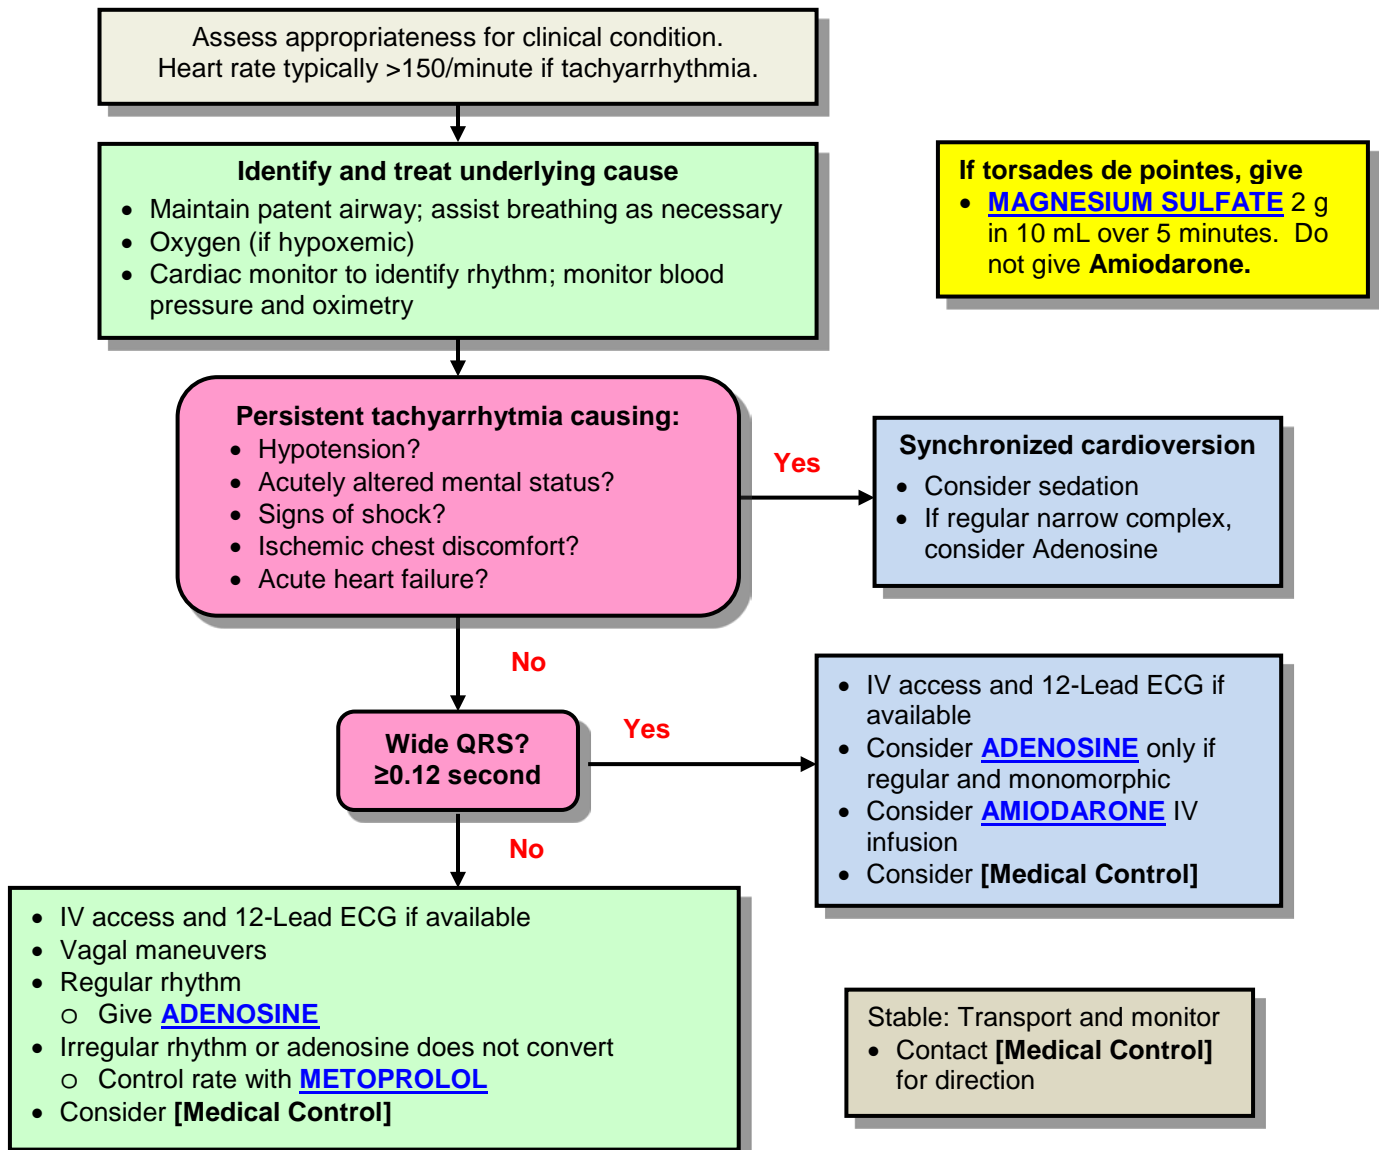 Assess appropriateness for clinical condition.
Heart rate typically >150/minute if tachyarrhythmia.
Identify and treat underlying cause
• Maintain patent airway; assist breathing as necessary
• Oxygen (if hypoxemic)
• Cardiac monitor to identify rhythm; monitor blood
pressure and oximetry
If torsades de pointes, give
• MAGNESIUM SULFATE 2 g
in 10 mL over 5 minutes. Do
not give Amiodarone.
Persistent tachyarrhytmia causing:
• Hypotension?
• Acutely altered mental status?
• Signs of shock?
• Ischemic chest discomfort?
• Acute heart failure?
Yes
Synchronized cardioversion
• Consider sedation
• If regular narrow complex,
consider Adenosine
No
Wide QRS?
≥0.12 second
Yes
• IV access and 12-Lead ECG if
available
• Consider ADENOSINE only if
regular and monomorphic
• Consider AMIODARONE IV
infusion
• Consider [Medical Control]
No
• IV access and 12-Lead ECG if available
• Vagal maneuvers
• Regular rhythm
o Give ADENOSINE
• Irregular rhythm or adenosine does not convert
o Control rate with METOPROLOL
• Consider [Medical Control]
Stable: Transport and monitor
• Contact [Medical Control]
for direction